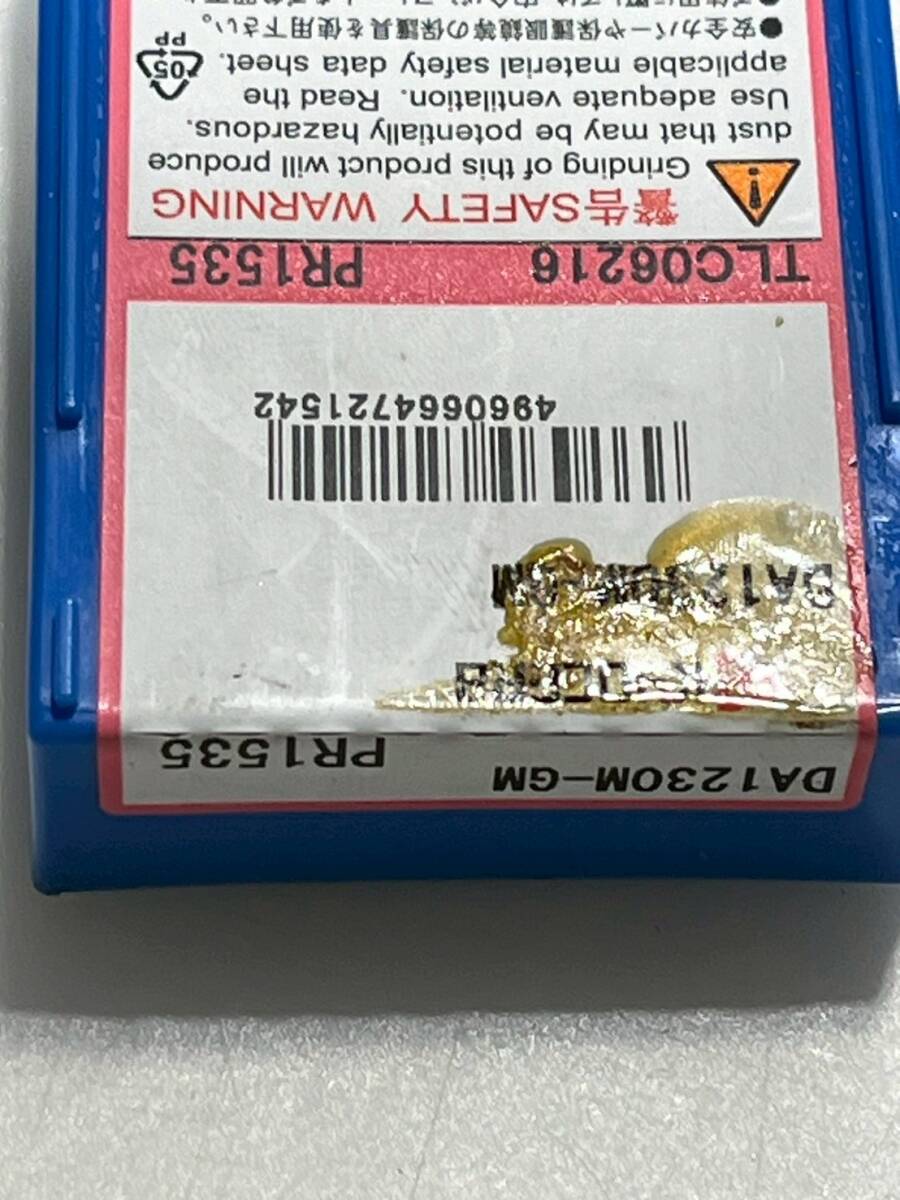 DA1230M-GM PR1535
DA1230M-GM
4960664721542
TLC06216 PR1535
警告SAFETY WARNING
Grinding of this product will produce
dust that may be potentially hazardous.
Use adequate ventilation. Read the
applicable material safety data sheet.
●安全カバーや保護眼鏡等の保護具を使用下さい。
05
PP